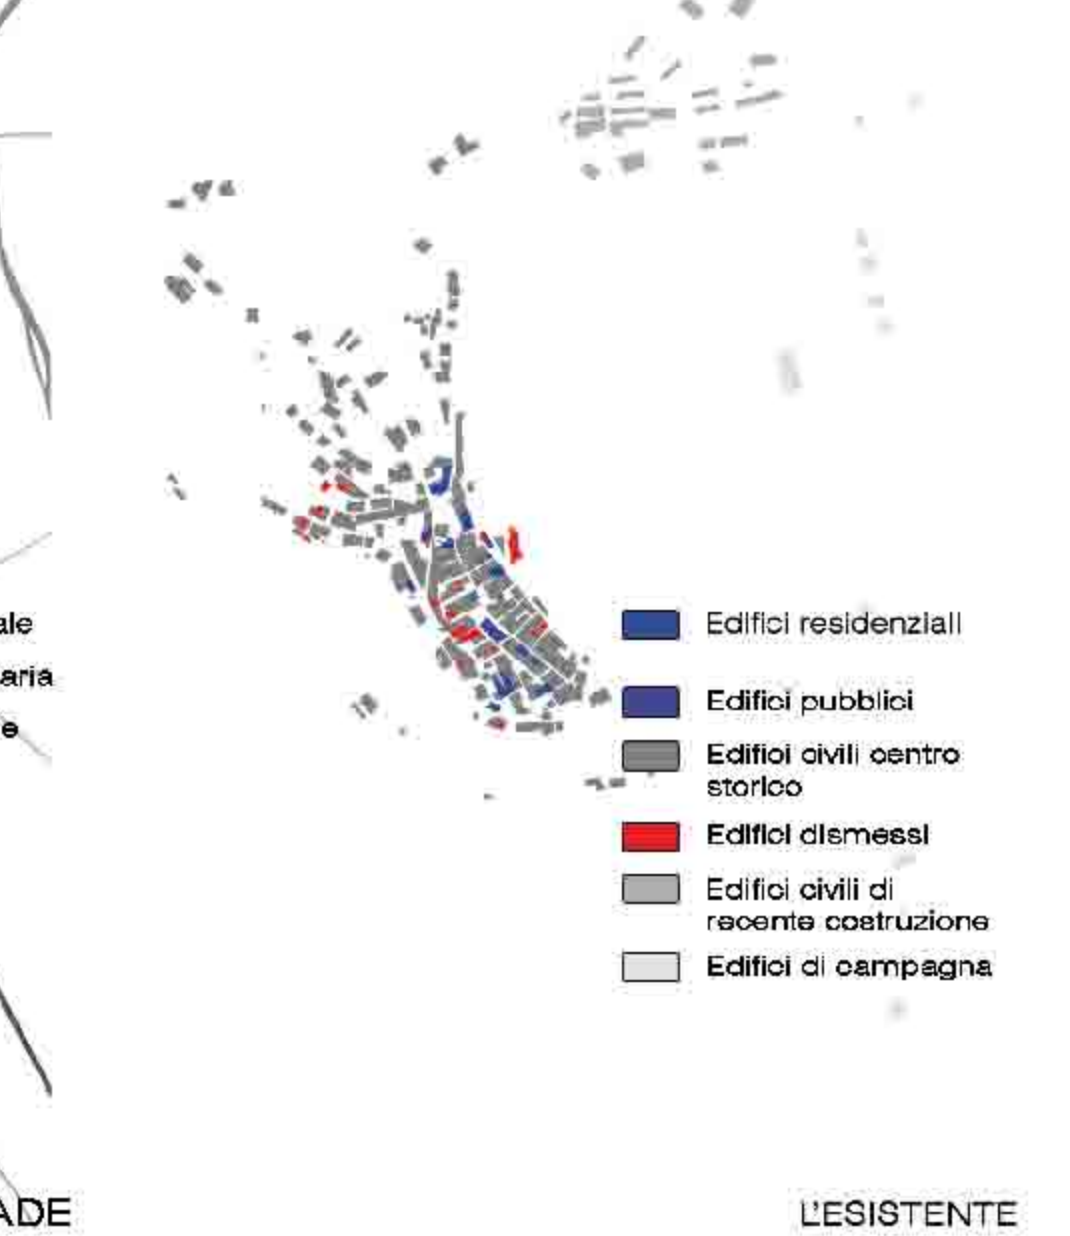 ale
aria
e
Edifici residenziali
Edifici pubblici
Edifici civili centro
storico
Edifici dismessi
Edifici civili di
recente costruzione
Edifici di campagna
ADE
L'ESISTENTE